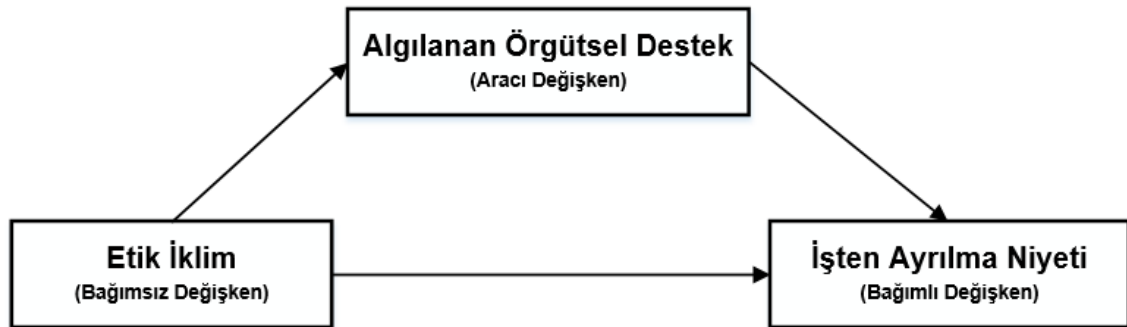 Algılanan Örgütsel Destek
(Aracı Değişken)
Etik İklim
(Bağımsız Değişken)
İşten Ayrılma Niyeti
(Bağımlı Değişken)